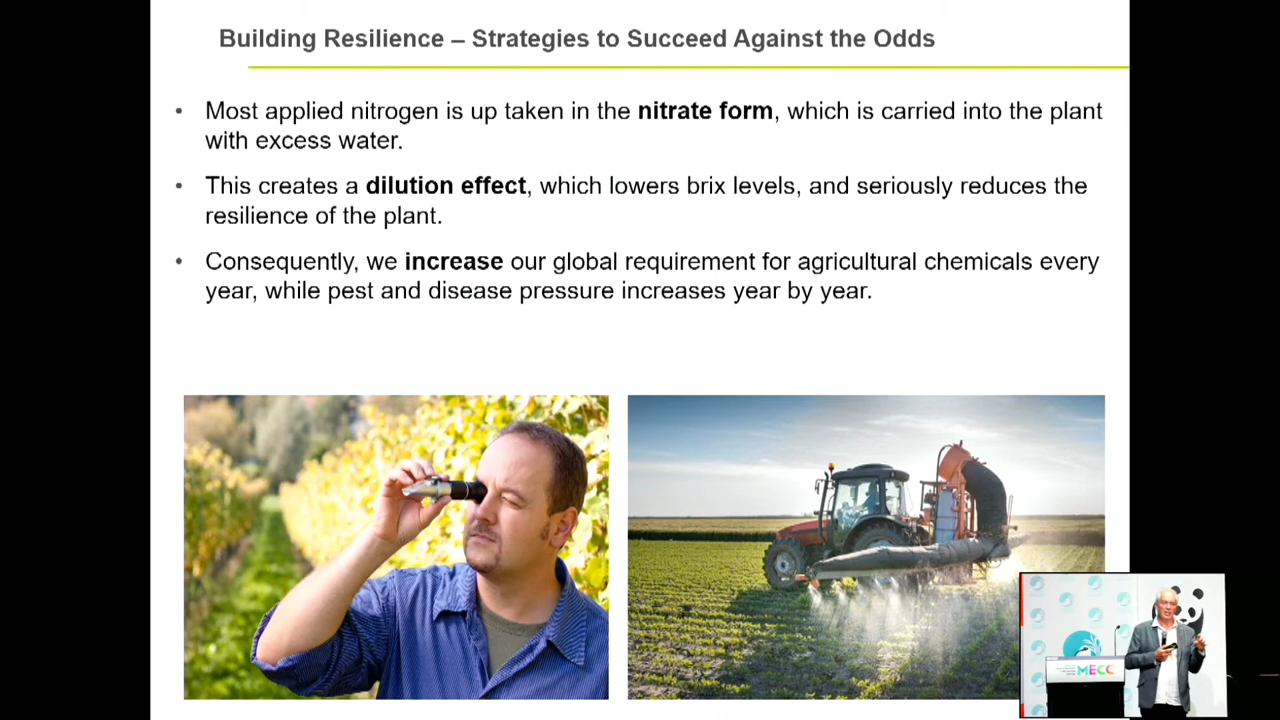 Building Resilience – Strategies to Succeed Against the Odds
• Most applied nitrogen is up taken in the nitrate form, which is carried into the plant
with excess water.
• This creates a dilution effect, which lowers brix levels, and seriously reduces the
resilience of the plant.
• Consequently, we increase our global requirement for agricultural chemicals every
year, while pest and disease pressure increases year by year.
MECC